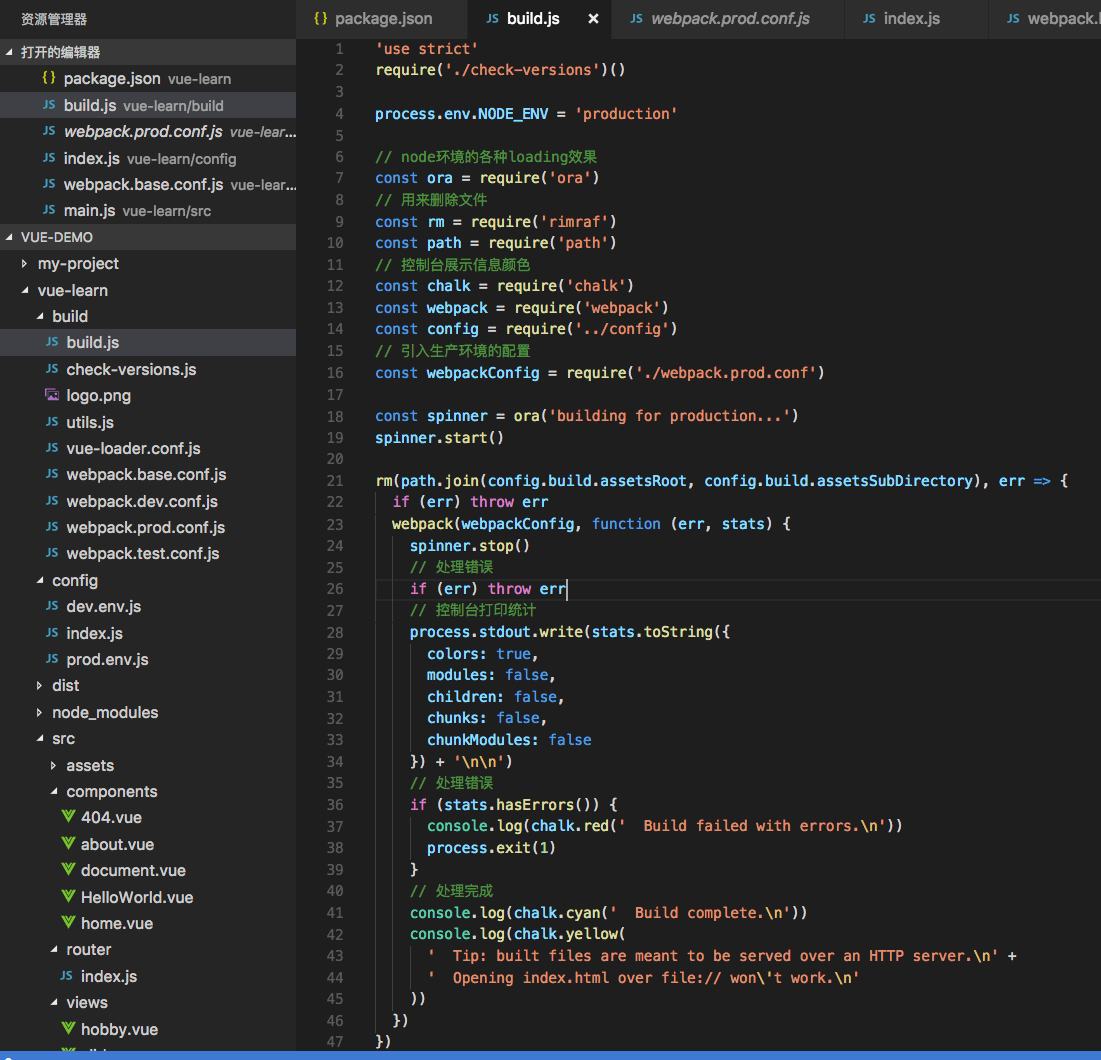 资源管理器
打开的编辑器
{} package.json vue-learn
JS build.js vue-learn/build
JS webpack.prod.conf.js vue-lear...
JS index.js vue-learn/config
JS webpack.base.conf.js vue-lear...
JS main.js vue-learn/src
VUE-DEMO
my-project
vue-learn
build
JS build.js
JS check-versions.js
logo.png
JS utils.js
JS vue-loader.conf.js
JS webpack.base.conf.js
JS webpack.dev.conf.js
JS webpack.prod.conf.js
JS webpack.test.conf.js
config
JS dev.env.js
JS index.js
JS prod.env.js
dist
node_modules
src
assets
components
404.vue
about.vue
document.vue
HelloWorld.vue
home.vue
router
JS index.js
views
hobby.vue
{} package.json JS build.js × JS webpack.prod.conf.js JS index.js JS webpack.
1 'use strict'
2 require('./check-versions')()
3
4 process.env.NODE_ENV = 'production'
5
6 // node环境的各种loading效果
7 const ora = require('ora')
8 // 用来删除文件
9 const rm = require('rimraf')
10 const path = require('path')
11 // 控制台展示信息颜色
12 const chalk = require('chalk')
13 const webpack = require('webpack')
14 const config = require('../config')
15 // 引入生产环境的配置
16 const webpackConfig = require('./webpack.prod.conf')
17
18 const spinner = ora('building for production...')
19 spinner.start()
20
21 rm(path.join(config.build.assetsRoot, config.build.assetsSubDirectory), err => {
22 if (err) throw err
23 webpack(webpackConfig, function (err, stats) {
24 spinner.stop()
25 // 处理错误
26 if (err) throw err
27 // 控制台打印统计
28 process.stdout.write(stats.toString({
29 colors: true,
30 modules: false,
31 children: false,
32 chunks: false,
33 chunkModules: false
34 }) + '\n\n')
35 // 处理错误
36 if (stats.hasErrors()) {
37 console.log(chalk.red('  Build failed with errors.\n'))
38 process.exit(1)
39 }
40 // 处理完成
41 console.log(chalk.cyan('  Build complete.\n'))
42 console.log(chalk.yellow(
43 '  Tip: built files are meant to be served over an HTTP server.\n' +
44 '  Opening index.html over file:// won\'t work.\n'
45 ))
46 })
47 })